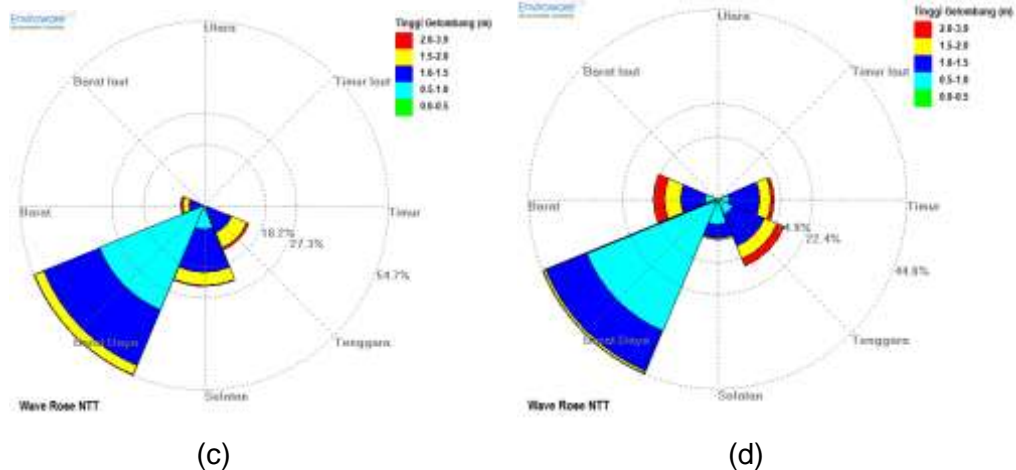 Enviroware
Tinggi Gelombang (m)
2.0-3.0
1.5-2.0
1.0-1.5
0.5-1.0
0.0-0.5
Utara
Barat laut
Timur laut
Barat
Timur
18.2%
27.3%
54.7%
Barat Daya
Tenggara
Selatan
Wave Rose NTT
(c)
Enviroware
Tinggi Gelombang (m)
2.0-3.0
1.5-2.0
1.0-1.5
0.5-1.0
0.0-0.5
Utara
Barat laut
Timur laut
Barat
Timur
22.4%
44.8%
Barat Daya
Tenggara
Selatan
Wave Rose NTT
(d)